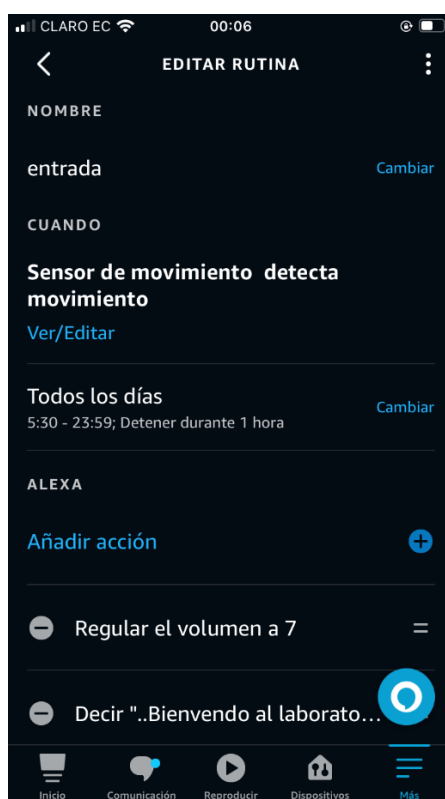 CLARO EC 00:06
EDITAR RUTINA
NOMBRE
entrada Cambiar
CUANDO
Sensor de movimiento detecta
movimiento
Ver/Editar
Todos los días Cambiar
5:30 - 23:59; Detener durante 1 hora
ALEXA
Añadir acción
Regular el volumen a 7
Decir "..Bienvendo al laborato...
Inicio Comunicación Reproducir Dispositivos Más